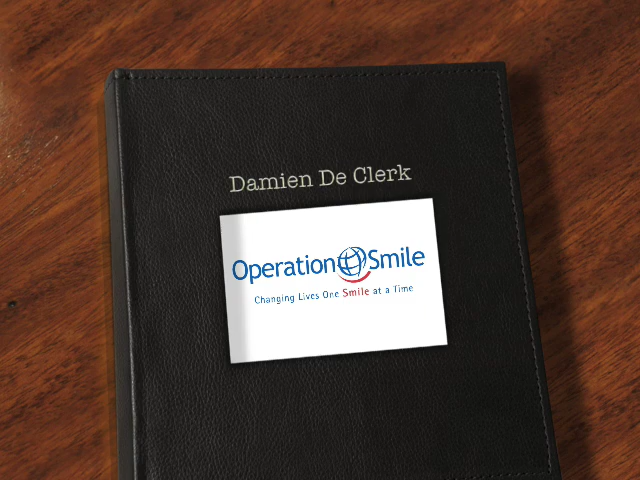 Damien De Clerk
Operation Smile
Changing Lives One Smile at a Time